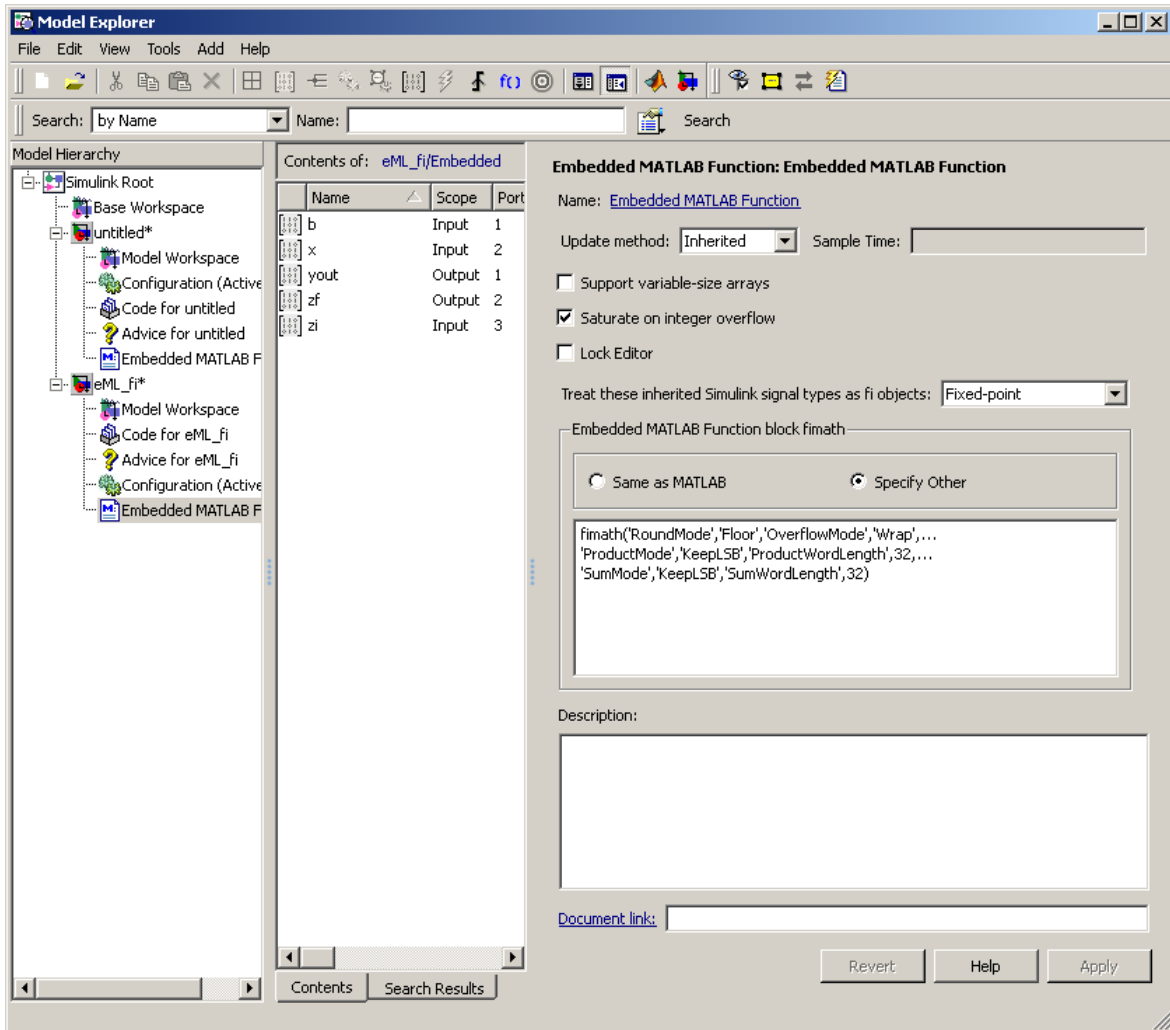 Model Explorer
File Edit View Tools Add Help
Search: by Name Name: Search
Model Hierarchy
Simulink Root
Base Workspace
untitled*
Model Workspace
Configuration (Active
Code for untitled
Advice for untitled
Embedded MATLAB F
eML_fi*
Model Workspace
Code for eML_fi
Advice for eML_fi
Configuration (Active
Embedded MATLAB F
Contents of: eML_fi/Embedded
Name Scope Port
b Input 1
x Input 2
yout Output 1
zf Output 2
zi Input 3
Contents Search Results
Embedded MATLAB Function: Embedded MATLAB Function
Name: Embedded MATLAB Function
Update method: Inherited Sample Time:
Support variable-size arrays
Saturate on integer overflow
Lock Editor
Treat these inherited Simulink signal types as fi objects: Fixed-point
Embedded MATLAB Function block fimath
Same as MATLAB Specify Other
fimath('RoundMode','Floor','OverflowMode','Wrap',...
'ProductMode','KeepLSB','ProductWordLength',32,...
'SumMode','KeepLSB','SumWordLength',32)
Description:
Document link:
Revert Help Apply